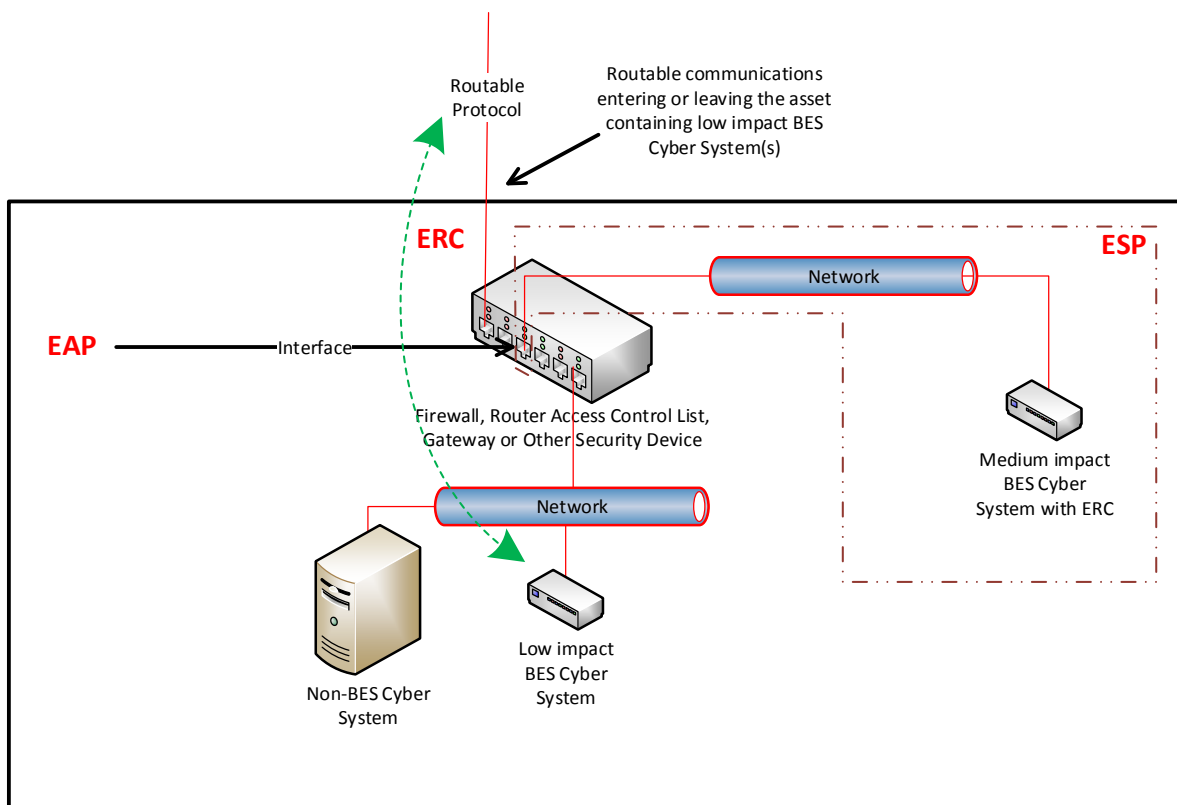 Routable
Protocol
Routable communications
entering or leaving the asset
containing low impact BES
Cyber System(s)
ERC
ESP
Network
EAP
Interface
Firewall, Router Access Control List,
Gateway or Other Security Device
Medium impact
BES Cyber
System with ERC
Network
Low impact
BES Cyber
System
Non-BES Cyber
System